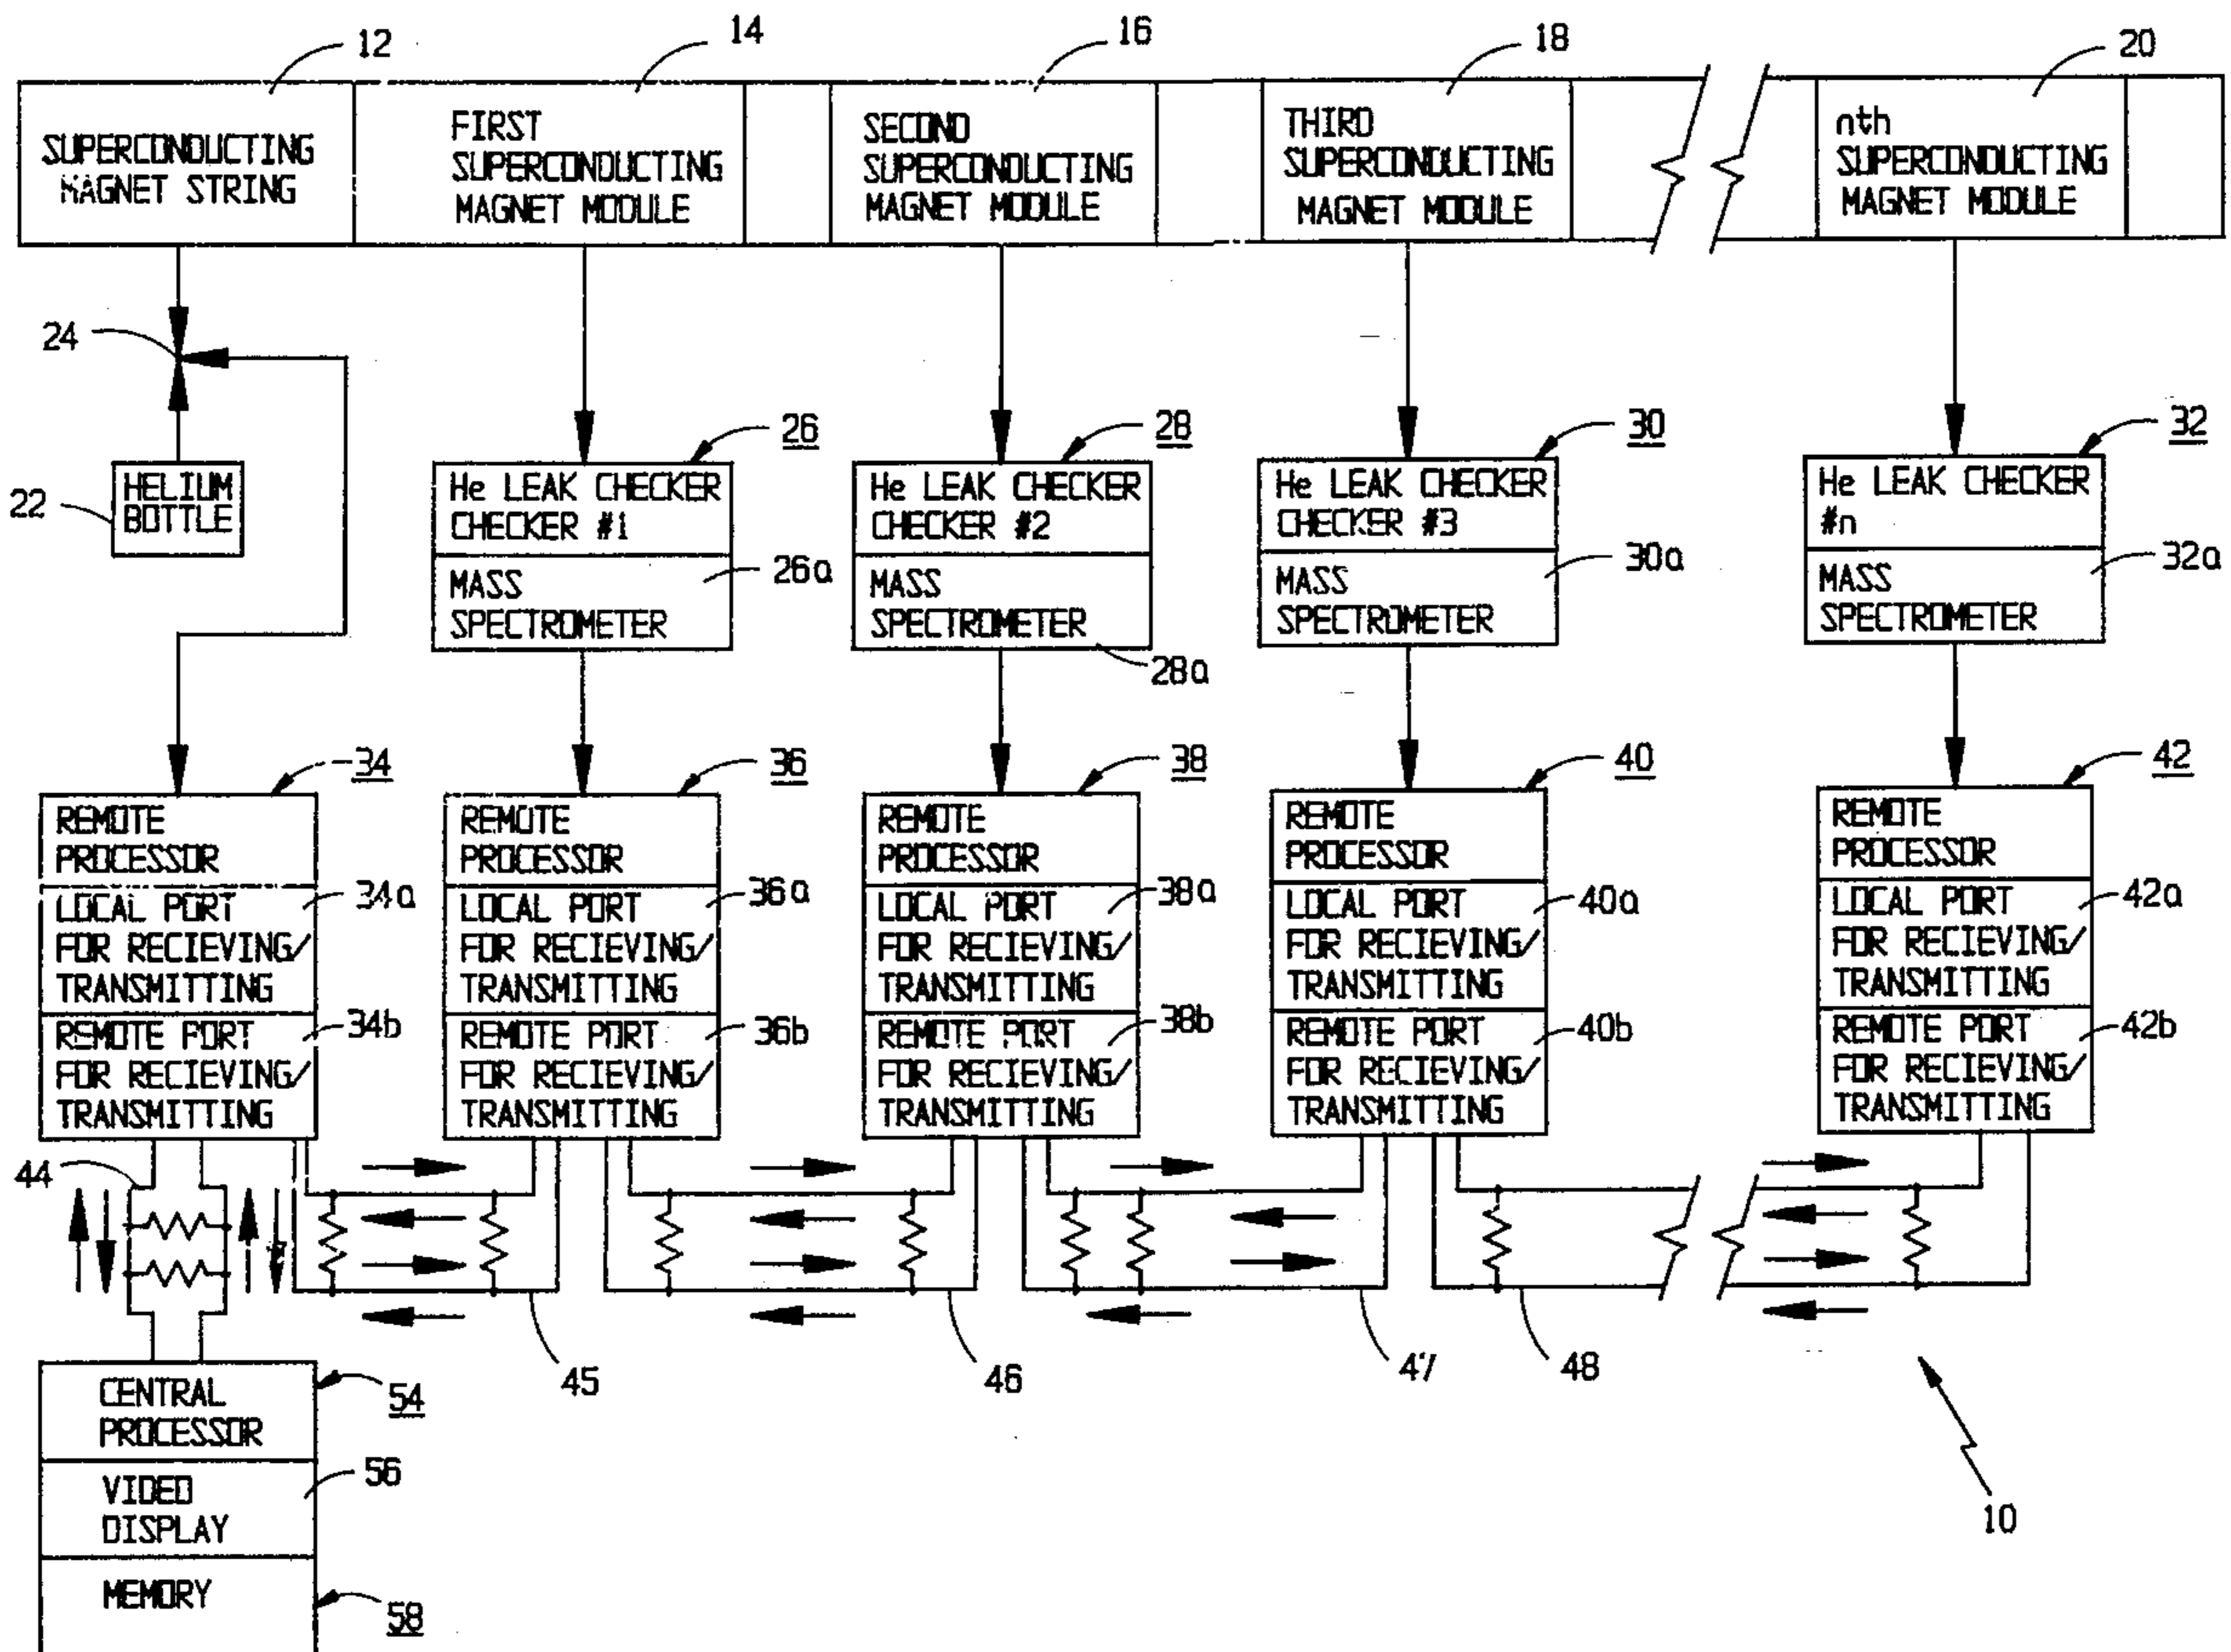 12
14
16
18
20
SUPERCONDUCTING
MAGNET STRING
FIRST
SUPERCONDUCTING
MAGNET MODULE
SECOND
SUPERCONDUCTING
MAGNET MODULE
THIRD
SUPERCONDUCTING
MAGNET MODULE
nth
SUPERCONDUCTING
MAGNET MODULE
24
22
HELIUM
BOTTLE
26
He LEAK CHECKER
CHECKER #1
MASS
SPECTROMETER
26a
28
He LEAK CHECKER
CHECKER #2
MASS
SPECTROMETER
28a
30
He LEAK CHECKER
CHECKER #3
MASS
SPECTROMETER
30a
32
He LEAK CHECKER
#n
MASS
SPECTROMETER
32a
34
REMOTE
PROCESSOR
LOCAL PORT
FOR RECIEVING/
TRANSMITTING
34a
REMOTE PORT
FOR RECIEVING/
TRANSMITTING
34b
36
REMOTE
PROCESSOR
LOCAL PORT
FOR RECIEVING/
TRANSMITTING
36a
REMOTE PORT
FOR RECIEVING/
TRANSMITTING
36b
38
REMOTE
PROCESSOR
LOCAL PORT
FOR RECIEVING/
TRANSMITTING
38a
REMOTE PORT
FOR RECIEVING/
TRANSMITTING
38b
40
REMOTE
PROCESSOR
LOCAL PORT
FOR RECIEVING/
TRANSMITTING
40a
REMOTE PORT
FOR RECIEVING/
TRANSMITTING
40b
42
REMOTE
PROCESSOR
LOCAL PORT
FOR RECIEVING/
TRANSMITTING
42a
REMOTE PORT
FOR RECIEVING/
TRANSMITTING
42b
44
45
46
47
48
CENTRAL
PROCESSOR
54
VIDEO
DISPLAY
56
MEMORY
58
10